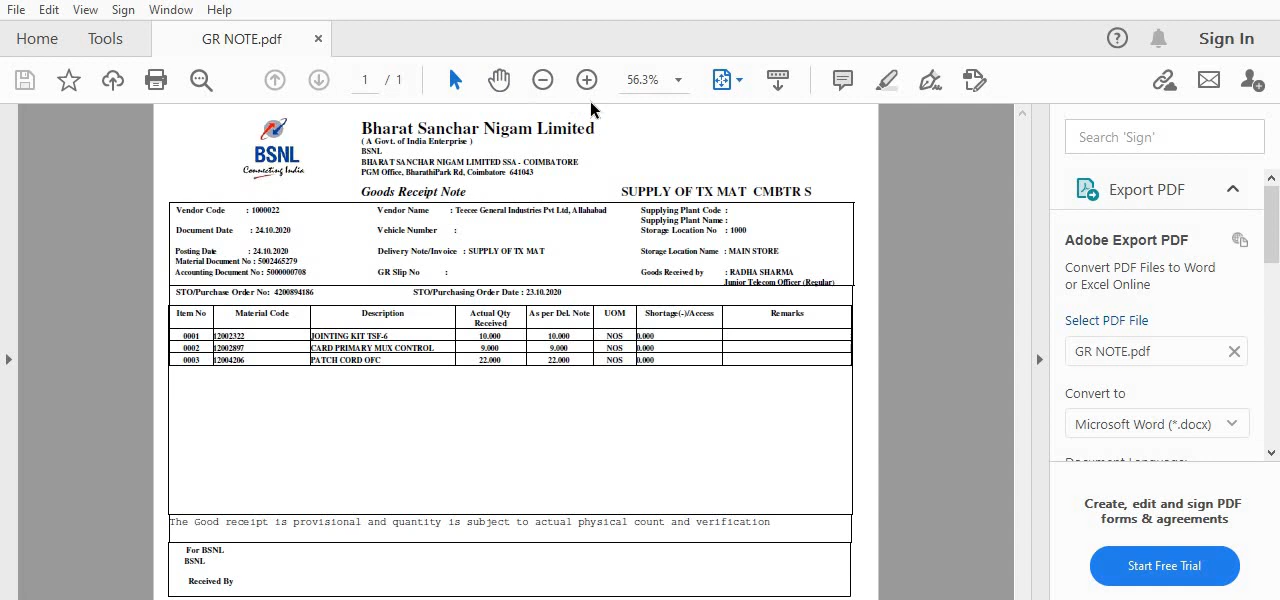 File Edit View Sign Window Help
Home Tools GR NOTE.pdf × Sign In
1 / 1 56.3%
BSNL
Connecting India
Bharat Sanchar Nigam Limited
( A Govt. of India Enterprise )
BSNL
BHARAT SANCHAR NIGAM LIMITED SSA - COIMBATORE
PGM Office, BharathiPark Rd, Coimbatore 641043
Goods Receipt Note SUPPLY OF TX MAT CMBTR S
Vendor Code : 1000022 Vendor Name : Teecee General Industries Pvt Ltd, Allahabad Supplying Plant Code :
Supplying Plant Name :
Document Date : 24.10.2020 Vehicle Number : Storage Location No : 1000
Posting Date : 24.10.2020 Delivery Note/Invoice : SUPPLY OF TX MAT Storage Location Name : MAIN STORE
Material Document No : 5002465279
Accounting Document No : 5000000708 GR Slip No : Goods Received by : RADHA SHARMA
Junior Telecom Officer (Regular)
STO/Purchase Order No: 4200894186 STO/Purchasing Order Date : 23.10.2020
Item No Material Code Description Actual Qty Received As per Del. Note UOM Shortage(-)/Access Remarks
0001 12002322 JOINTING KIT TSF-6 10.000 10.000 NOS 0.000
0002 12002897 CARD PRIMARY MUX CONTROL 9.000 9.000 NOS 0.000
0003 12004206 PATCH CORD OFC 22.000 22.000 NOS 0.000
The Good receipt is provisional and quantity is subject to actual physical count and verification
For BSNL
BSNL
Received By
Search 'Sign'
Export PDF
Adobe Export PDF
Convert PDF Files to Word
or Excel Online
Select PDF File
GR NOTE.pdf
Convert to
Microsoft Word (*.docx)
Document Language:
Create, edit and sign PDF
forms & agreements
Start Free Trial